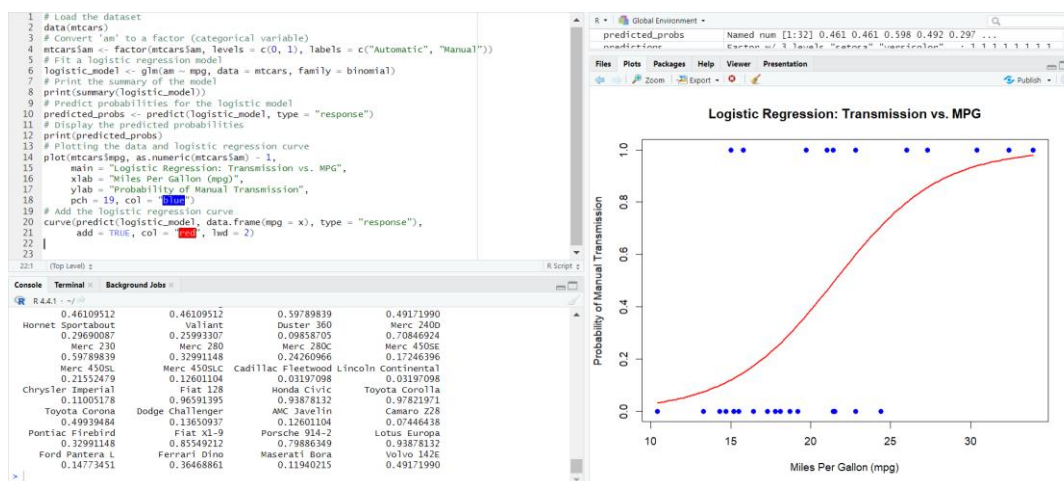 1 # Load the dataset
2 data(mtcars)
3 # Convert 'am' to a factor (categorical variable)
4 mtcars$am <- factor(mtcars$am, levels = c(0, 1), labels = c("Automatic", "Manual"))
5 # Fit a logistic regression model
6 logistic_model <- glm(am ~ mpg, data = mtcars, family = binomial)
7 # Print the summary of the model
8 print(summary(logistic_model))
9 # Predict probabilities for the logistic model
10 predicted_probs <- predict(logistic_model, type = "response")
11 # Display the predicted probabilities
12 print(predicted_probs)
13 # Plotting the data and logistic regression curve
14 plot(mtcars$mpg, as.numeric(mtcars$am) - 1,
15 main = "Logistic Regression: Transmission vs. MPG",
16 xlab = "Miles Per Gallon (mpg)",
17 ylab = "Probability of Manual Transmission",
18 pch = 19, col = "blue")
19 # Add the logistic regression curve
20 curve(predict(logistic_model, data.frame(mpg = x), type = "response"),
21 add = TRUE, col = "red", lwd = 2)
22
23
22:1 (Top Level) R Script
Console Terminal Background Jobs
R 4.4.1 · ~/
0.46109512 0.46109512 0.59789839 0.49171990
Hornet Sportabout Valiant Duster 360 Merc 240D
0.29690087 0.25993307 0.09858705 0.70846924
Merc 230 Merc 280 Merc 280C Merc 450SE
0.59789839 0.32991148 0.24260966 0.17246396
Merc 450SL Merc 450SLC Cadillac Fleetwood Lincoln Continental
0.21552479 0.12601104 0.03197098 0.03197098
Chrysler Imperial Fiat 128 Honda Civic Toyota Corolla
0.11005178 0.96591395 0.93878132 0.97821971
Toyota Corona Dodge Challenger AMC Javelin Camaro Z28
0.49939484 0.13650937 0.12601104 0.07446438
Pontiac Firebird Fiat X1-9 Porsche 914-2 Lotus Europa
0.32991148 0.85549212 0.79886349 0.93878132
Ford Pantera L Ferrari Dino Maserati Bora Volvo 142E
0.14773451 0.36468861 0.11940215 0.49171990
>
R Global Environment
predicted_probs Named num [1:32] 0.461 0.461 0.598 0.492 0.297 ...
predictions Factor w/ 3 levels "setosa" "versicolor" ..: 1 1 1 1 1 1 1
Files Plots Packages Help Viewer Presentation
Zoom Export Publish
Logistic Regression: Transmission vs. MPG
Probability of Manual Transmission
1.0
0.8
0.6
0.4
0.2
0.0
10 15 20 25 30
Miles Per Gallon (mpg)